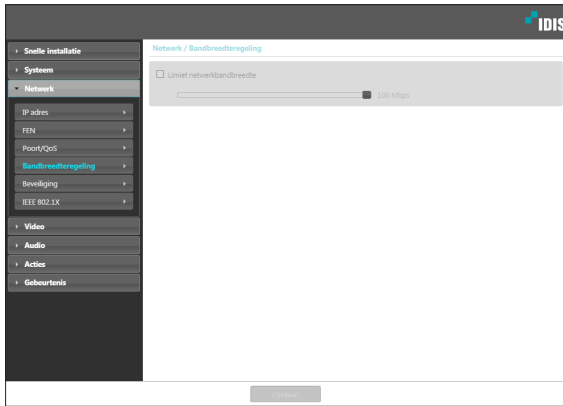 IDIS
Snelle installatie
Systeem
Netwerk
IP adres
FEN
Poort/QoS
Bandbreedteregeling
Beveiliging
IEEE 802.1X
Video
Audio
Acties
Gebeurtenis
Netwerk / Bandbreedteregeling
Limiet netwerkbandbreedte
100 Mbps
Opslaan